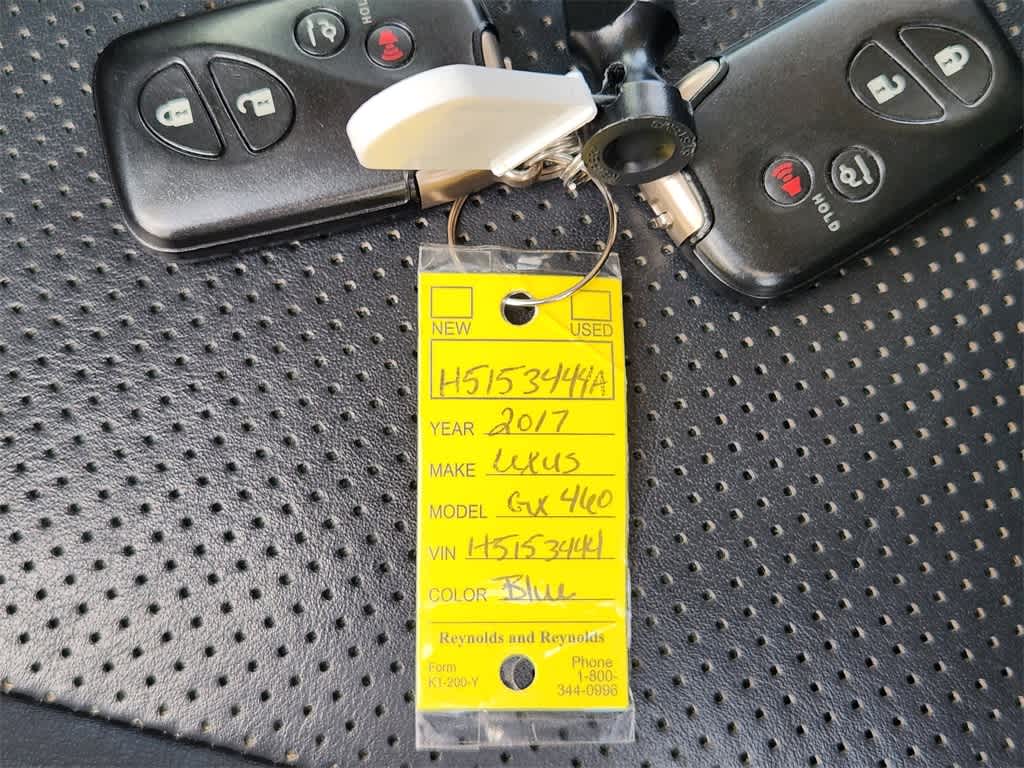 HOLD
HOLD
NEW USED
H5153444A
YEAR 2017
MAKE Lexus
MODEL GX 460
VIN H5153444
COLOR Blue
Reynolds and Reynolds
Form
K1-200-Y
Phone
1-800-
344-0996